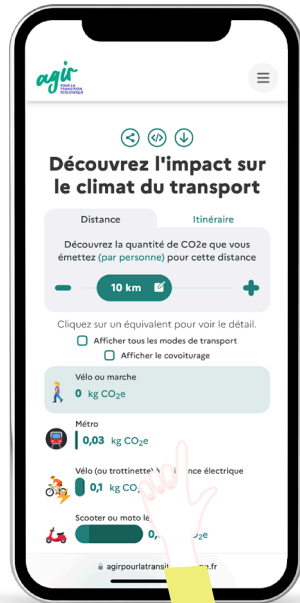 agir
POUR LA
TRANSITION
ÉCOLOGIQUE
Découvrez l'impact sur
le climat du transport
Distance
Itinéraire
Découvrez la quantité de CO2e que vous
émettez (par personne) pour cette distance
10 km
Cliquez sur un équivalent pour voir le détail.
Afficher tous les modes de transport
Afficher le covoiturage
Vélo ou marche
0 kg CO₂e
Métro
0,03 kg CO₂e
Vélo (ou trottinette) électrique
0,1 kg CO
Scooter ou moto
0,
₂e
agirpourlatransit
.fr